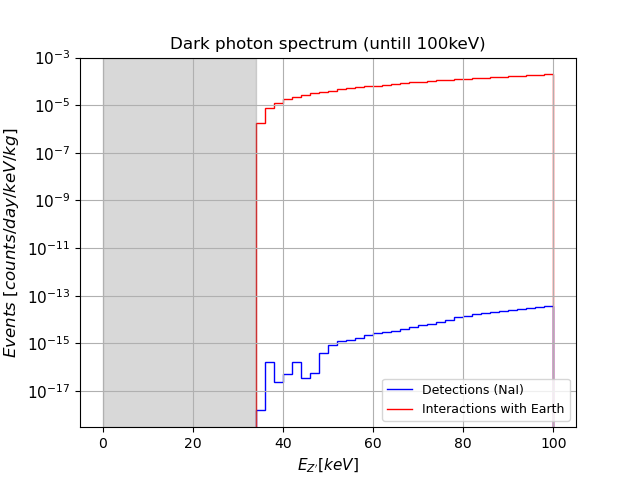 Dark photon spectrum (untill 100keV)
Events [counts/day/keV/kg]
10⁻³
10⁻⁵
10⁻⁷
10⁻⁹
10⁻¹¹
10⁻¹³
10⁻¹⁵
10⁻¹⁷
Detections (NaI)
Interactions with Earth
0 20 40 60 80 100
E_{Z'}[keV]